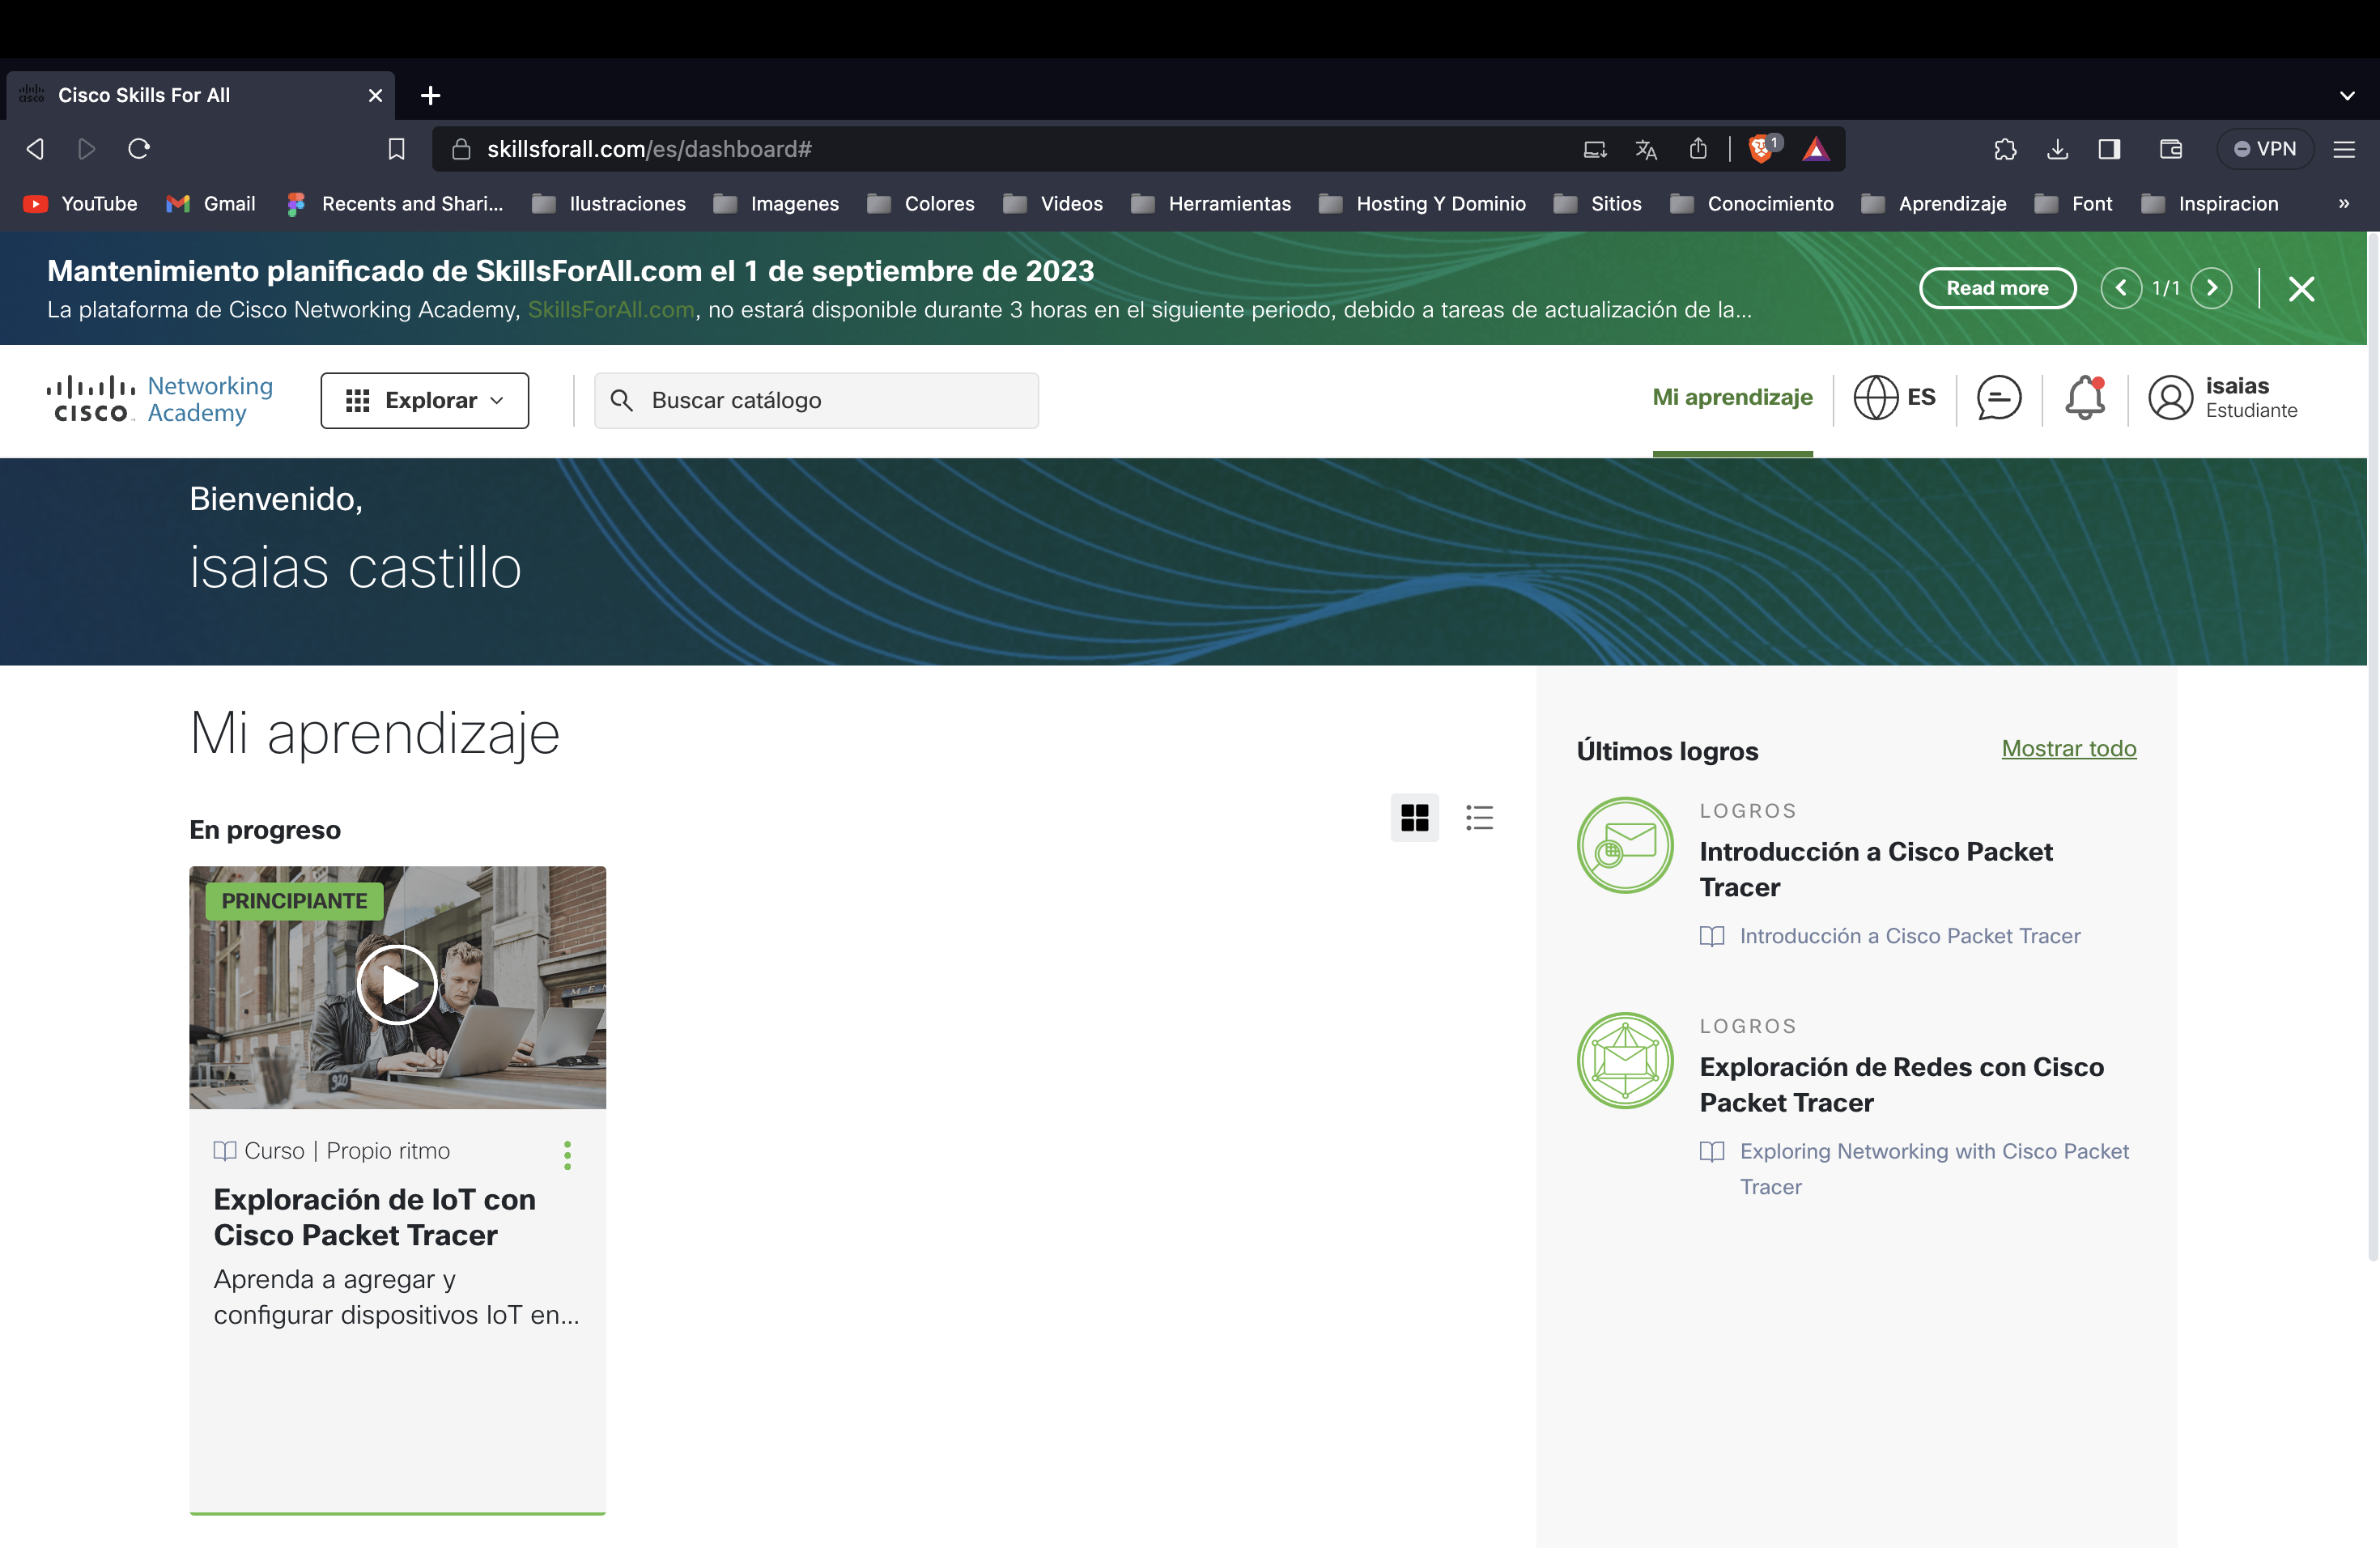 Cisco Skills For All
skillsforall.com/es/dashboard#
1
VPN
YouTube
Gmail
Recents and Shari...
Ilustraciones
Imagenes
Colores
Videos
Herramientas
Hosting Y Dominio
Sitios
Conocimiento
Aprendizaje
Font
Inspiracion
»
Mantenimiento planificado de SkillsForAll.com el 1 de septiembre de 2023
La plataforma de Cisco Networking Academy, SkillsForAll.com, no estará disponible durante 3 horas en el siguiente periodo, debido a tareas de actualización de la...
Read more
1/1
CISCO
Networking
Academy
Explorar
Buscar catálogo
Mi aprendizaje
ES
isaias
Estudiante
Bienvenido,
isaias castillo
Mi aprendizaje
En progreso
PRINCIPIANTE
Curso | Propio ritmo
Exploración de IoT con
Cisco Packet Tracer
Aprenda a agregar y
configurar dispositivos IoT en...
Últimos logros
Mostrar todo
LOGROS
Introducción a Cisco Packet
Tracer
Introducción a Cisco Packet Tracer
LOGROS
Exploración de Redes con Cisco
Packet Tracer
Exploring Networking with Cisco Packet
Tracer